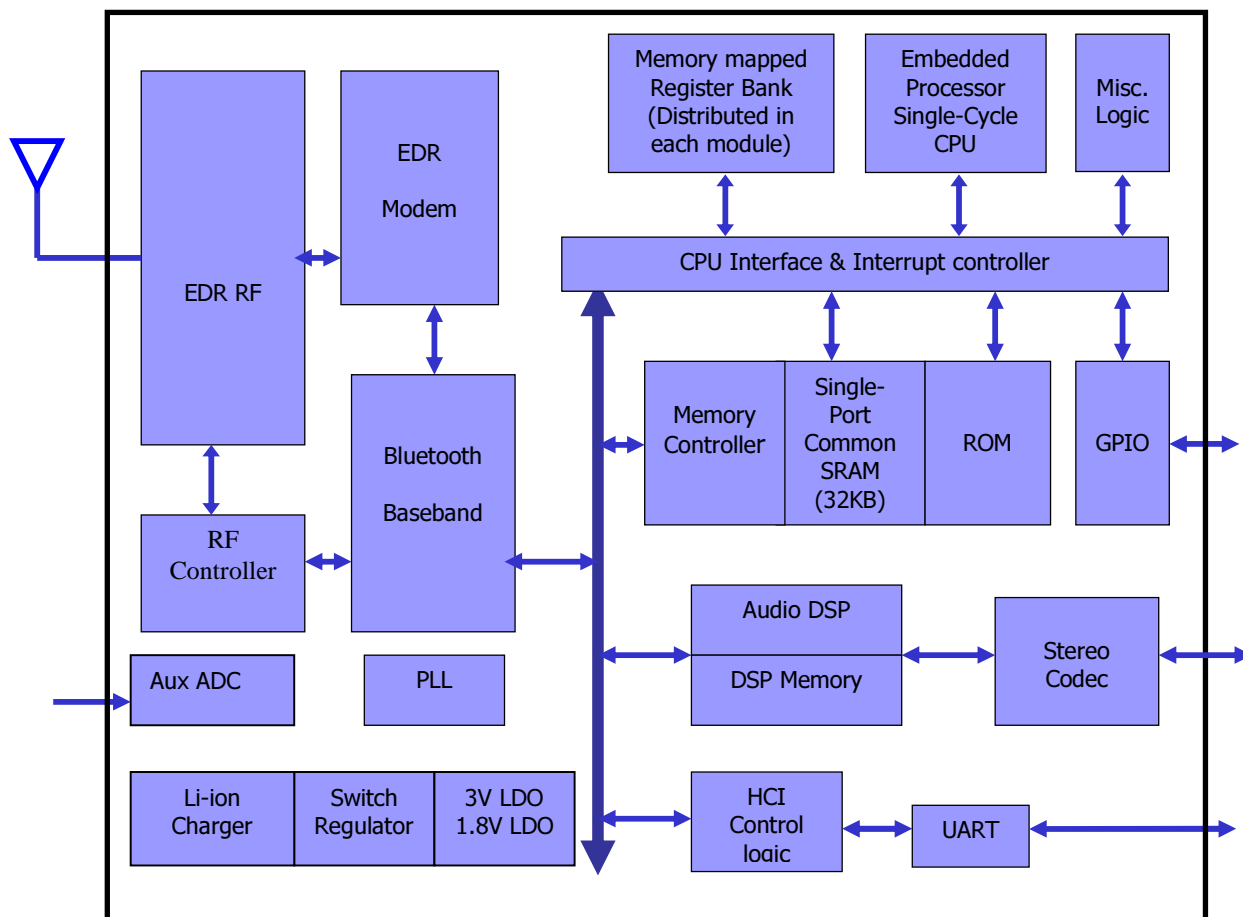 EDR RF
EDR
Modem
Memory mapped
Register Bank
(Distributed in
each module)
Embedded
Processor
Single-Cycle
CPU
Misc.
Logic
CPU Interface & Interrupt controller
Bluetooth
Baseband
Memory
Controller
Single-
Port
Common
SRAM
(32KB)
ROM
GPIO
RF
Controller
Audio DSP
DSP Memory
Stereo
Codec
Aux ADC
PLL
Li-ion
Charger
Switch
Regulator
3V LDO
1.8V LDO
HCI
Control
logic
UART